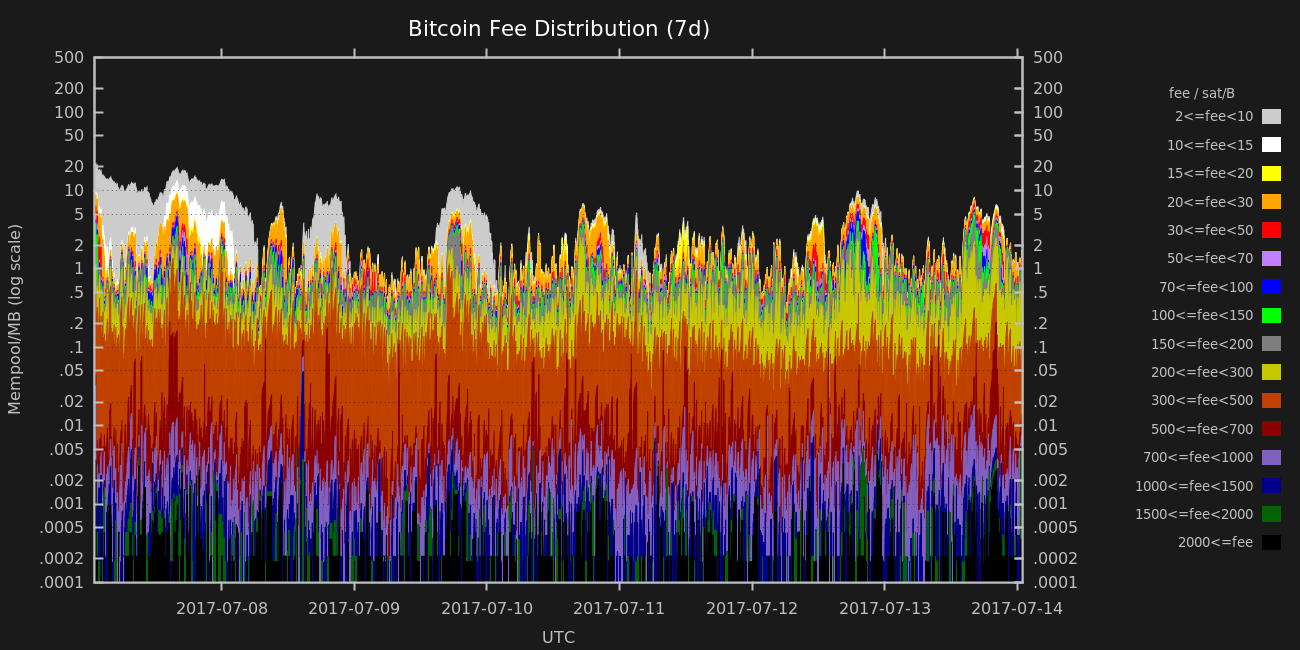 Bitcoin Fee Distribution (7d)
Mempool/MB (log scale)
500
200
100
50
20
10
5
2
1
.5
.2
.1
.05
.02
.01
.005
.002
.001
.0005
.0002
.0001
500
200
100
50
20
10
5
2
1
.5
.2
.1
.05
.02
.01
.005
.002
.001
.0005
.0002
.0001
2017-07-08 2017-07-09 2017-07-10 2017-07-11 2017-07-12 2017-07-13 2017-07-14
UTC
fee / sat/B
2<=fee<10
10<=fee<15
15<=fee<20
20<=fee<30
30<=fee<50
50<=fee<70
70<=fee<100
100<=fee<150
150<=fee<200
200<=fee<300
300<=fee<500
500<=fee<700
700<=fee<1000
1000<=fee<1500
1500<=fee<2000
2000<=fee